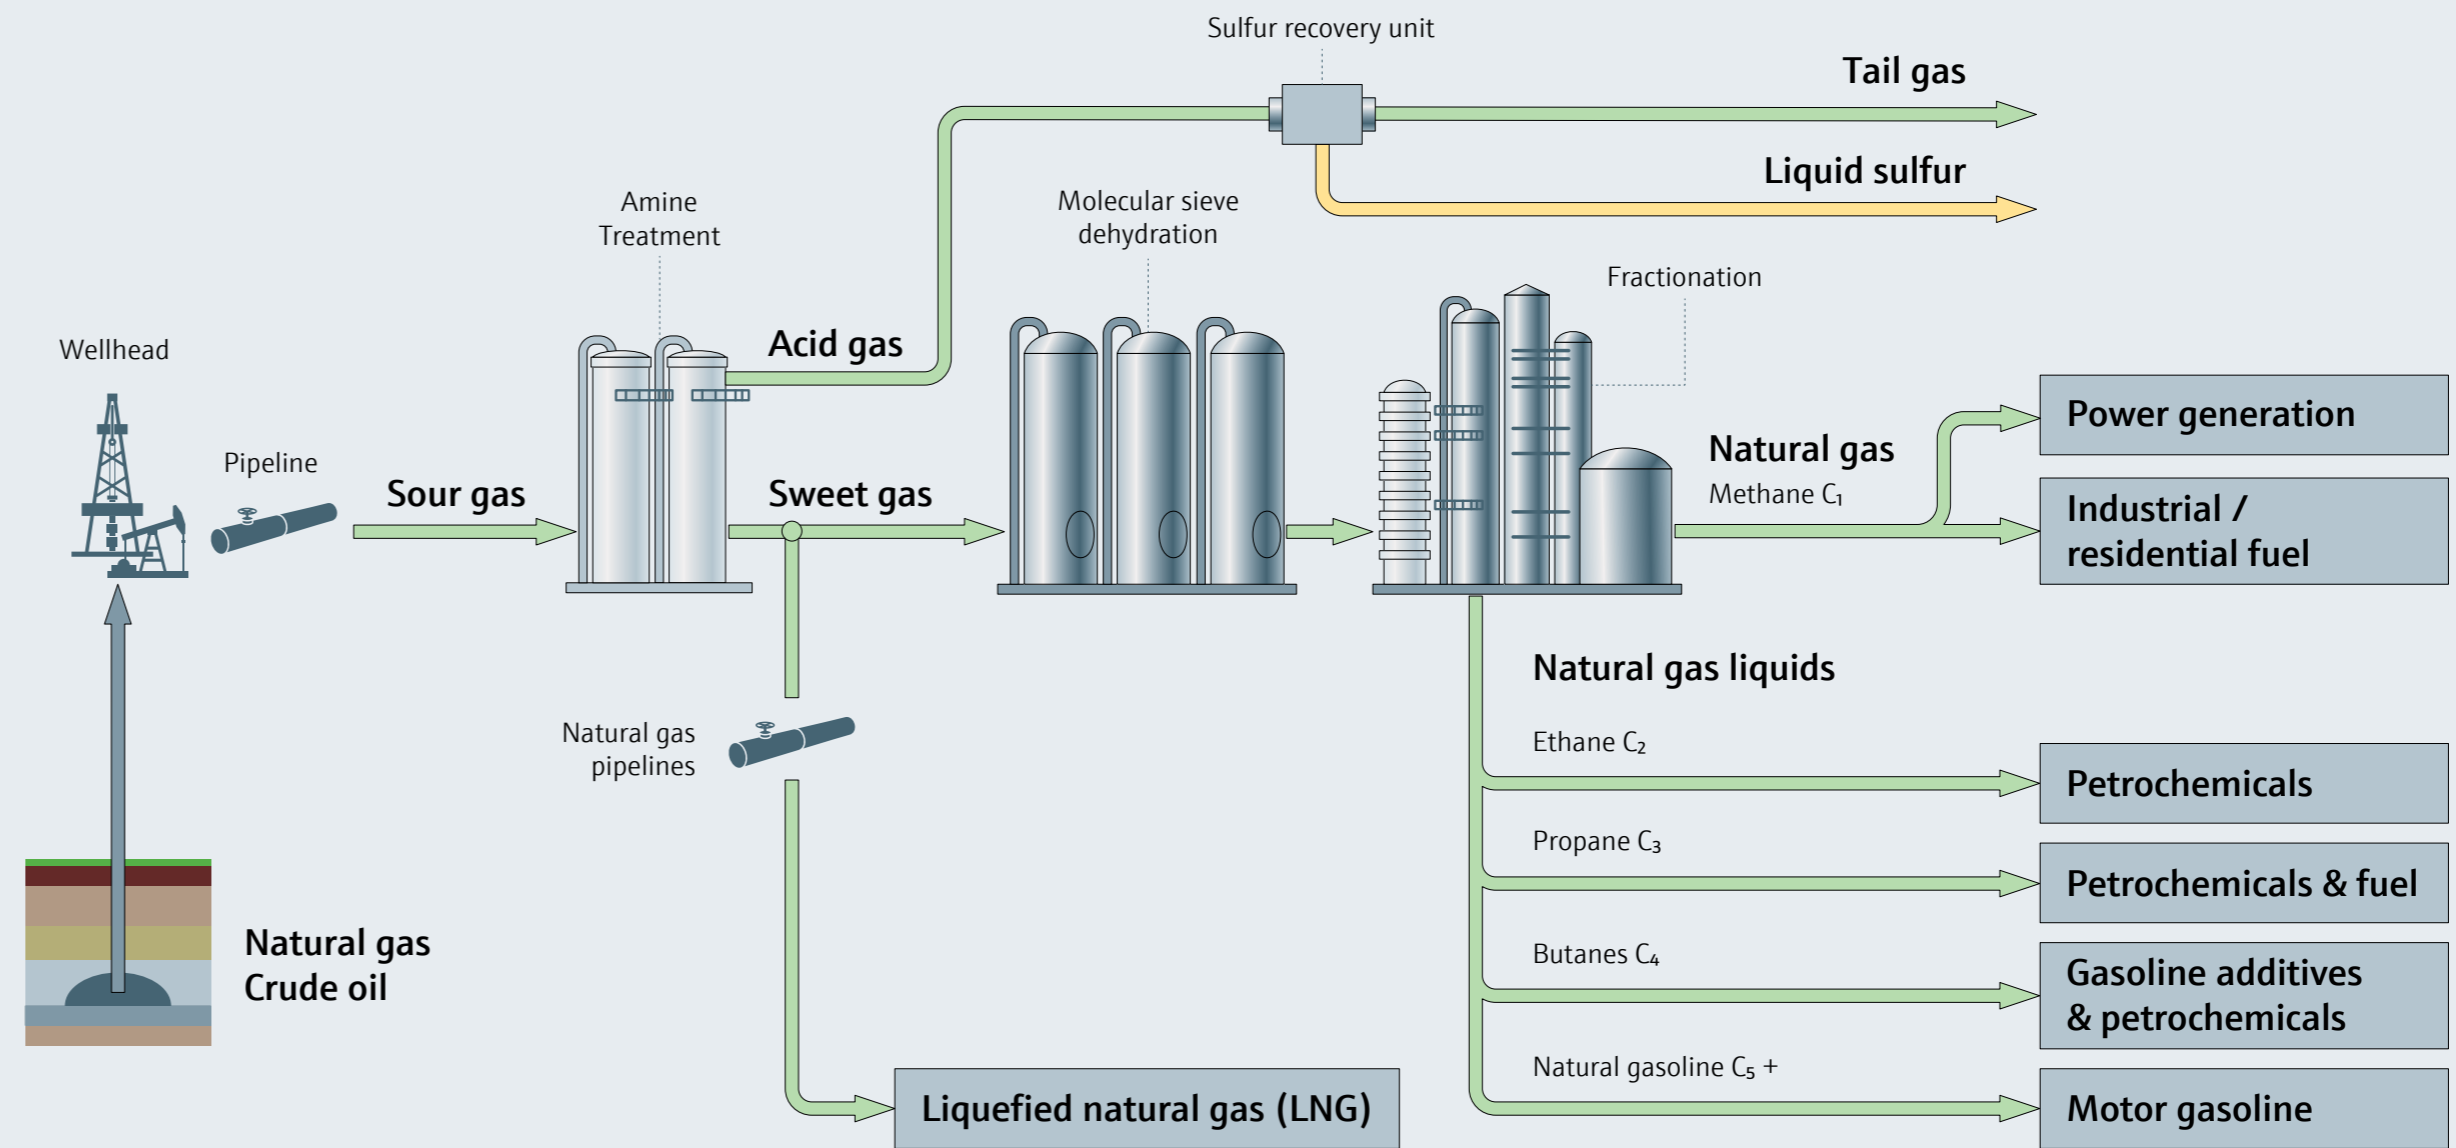 Sulfur recovery unit
Tail gas
Liquid sulfur
Amine
Treatment
Molecular sieve
dehydration
Fractionation
Wellhead
Acid gas
Pipeline
Sour gas
Sweet gas
Natural gas
Methane C₁
Power generation
Industrial /
residential fuel
Natural gas liquids
Natural gas
pipelines
Ethane C₂
Petrochemicals
Propane C₃
Petrochemicals & fuel
Natural gas
Crude oil
Butanes C₄
Gasoline additives
& petrochemicals
Natural gasoline C₅ +
Liquefied natural gas (LNG)
Motor gasoline